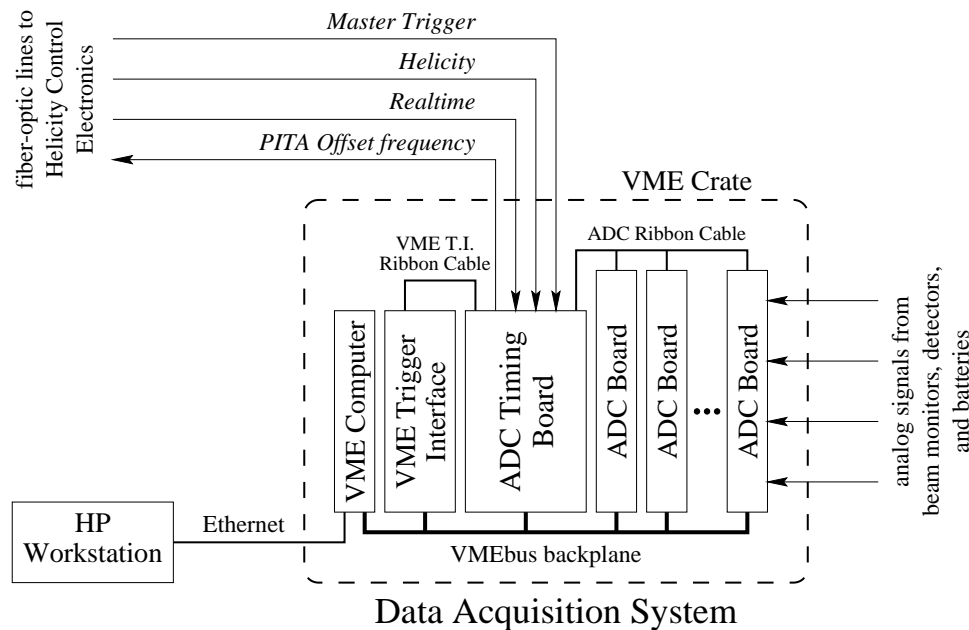 fiber-optic lines to
Helicity Control
Electronics
Master Trigger
Helicity
Realtime
PITA Offset frequency
VME Crate
VME T.I.
Ribbon Cable
ADC Ribbon Cable
VME Computer
VME Trigger
Interface
ADC Timing
Board
ADC Board
ADC Board
ADC Board
analog signals from
beam monitors, detectors,
and batteries
HP
Workstation
Ethernet
VMEbus backplane
Data Acquisition System